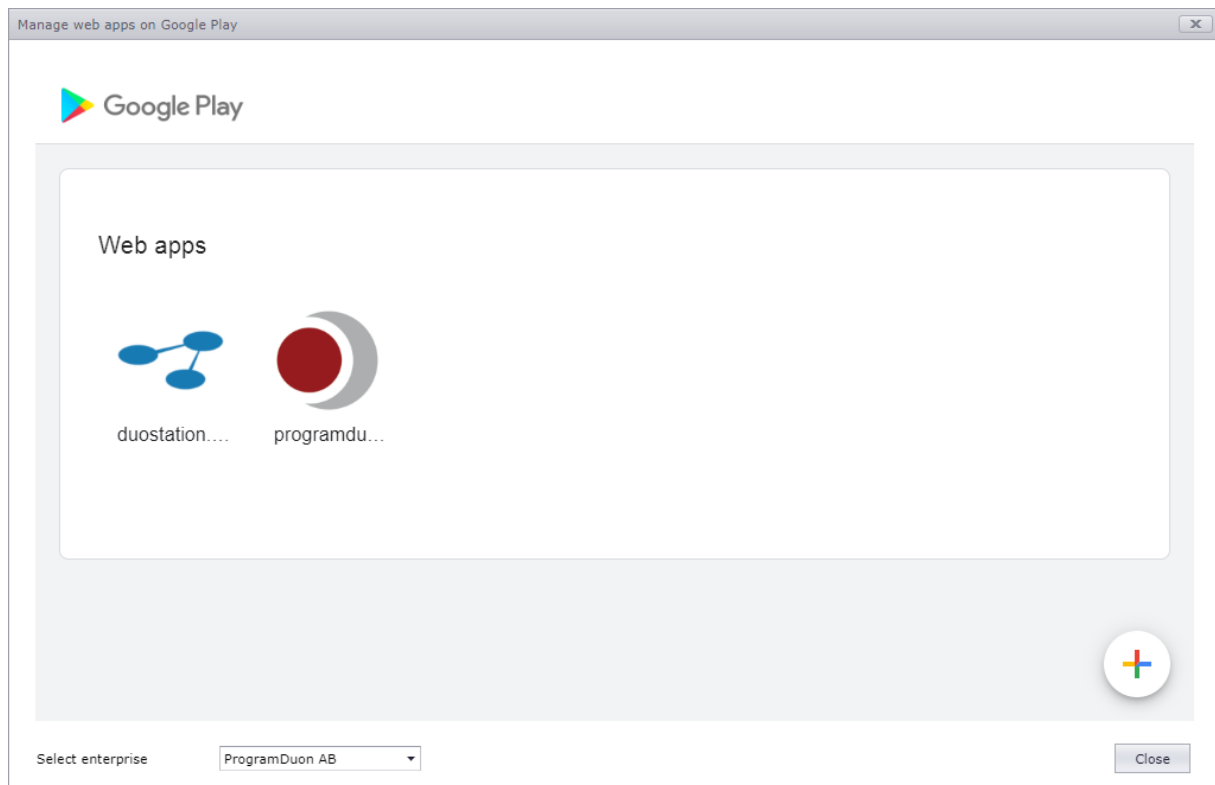 Manage web apps on Google Play
Google Play
Web apps
duostation....
programdu...
Select enterprise
ProgramDuon AB
Close